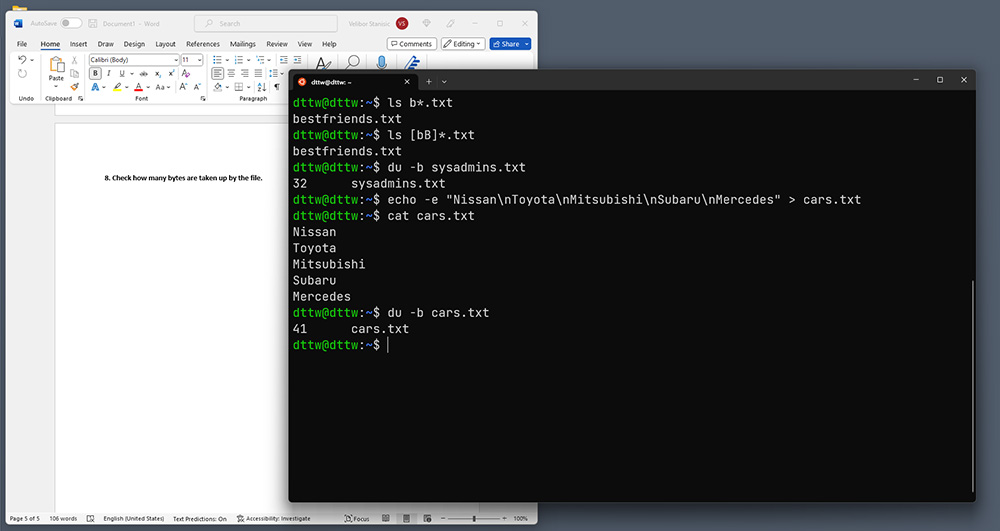 AutoSave
Document1 - Word
Search
Velibor Stanisic
VS
File Home Insert Draw Design Layout References Mailings Review View Help
Comments
Editing
Share
Paste
Calibri (Body)
11
Undo
Clipboard
Font
Paragraph
8. Check how many bytes are taken up by the file.
Page 5 of 5 106 words English (United States) Text Predictions: On Accessibility: Investigate Focus 100%
dttw@dttw: ~
dttw@dttw:~$ ls b*.txt
bestfriends.txt
dttw@dttw:~$ ls [bB]*.txt
bestfriends.txt
dttw@dttw:~$ du -b sysadmins.txt
32 sysadmins.txt
dttw@dttw:~$ echo -e "Nissan\nToyota\nMitsubishi\nSubaru\nMercedes" > cars.txt
dttw@dttw:~$ cat cars.txt
Nissan
Toyota
Mitsubishi
Subaru
Mercedes
dttw@dttw:~$ du -b cars.txt
41 cars.txt
dttw@dttw:~$